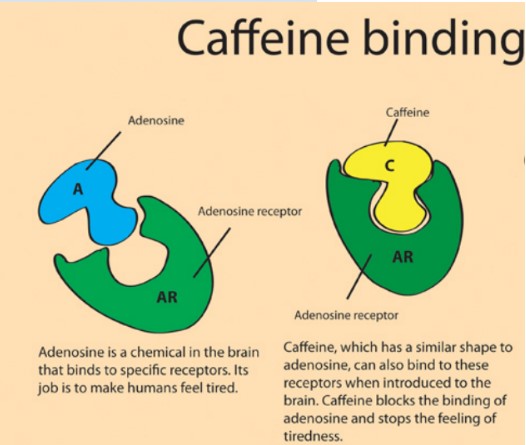 Caffeine binding
Adenosine
A
Adenosine receptor
AR
Adenosine is a chemical in the brain
that binds to specific receptors. Its
job is to make humans feel tired.
Caffeine
C
AR
Adenosine receptor
Caffeine, which has a similar shape to
adenosine, can also bind to these
receptors when introduced to the
brain. Caffeine blocks the binding of
adenosine and stops the feeling of
tiredness.